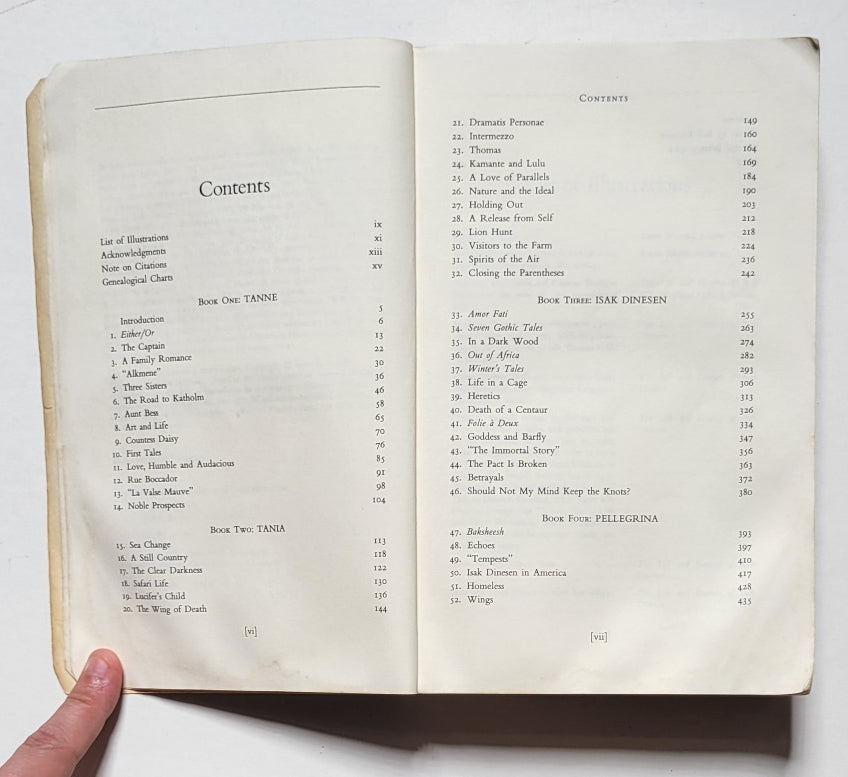 Contents
List of Illustrations ix
Acknowledgments xi
Note on Citations xiii
Genealogical Charts xv
Book One: TANNE
Introduction 5
1. Either/Or 6
2. The Captain 13
3. A Family Romance 22
4. "Alkmene" 30
5. Three Sisters 36
6. The Road to Katholm 46
7. Aunt Bess 58
8. Art and Life 65
9. Countess Daisy 70
10. First Tales 76
11. Love, Humble and Audacious 85
12. Rue Boccador 91
13. "La Valse Mauve" 98
14. Noble Prospects 104
Book Two: TANIA
15. Sea Change 113
16. A Still Country 118
17. The Clear Darkness 122
18. Safari Life 130
19. Lucifer's Child 136
20. The Wing of Death 144
[vi]
Contents
21. Dramatis Personae 149
22. Intermezzo 160
23. Thomas 164
24. Kamante and Lulu 169
25. A Love of Parallels 184
26. Nature and the Ideal 190
27. Holding Out 203
28. A Release from Self 212
29. Lion Hunt 218
30. Visitors to the Farm 224
31. Spirits of the Air 236
32. Closing the Parentheses 242
Book Three: ISAK DINESEN
33. Amor Fati 255
34. Seven Gothic Tales 263
35. In a Dark Wood 274
36. Out of Africa 282
37. Winter's Tales 293
38. Life in a Cage 306
39. Heretics 313
40. Death of a Centaur 326
41. Folie à Deux 334
42. Goddess and Barfly 347
43. "The Immortal Story" 356
44. The Pact Is Broken 363
45. Betrayals 372
46. Should Not My Mind Keep the Knots? 380
Book Four: PELLEGRINA
47. Baksheesh 393
48. Echoes 397
49. "Tempests" 410
50. Isak Dinesen in America 417
51. Homeless 428
52. Wings 435
[vii]